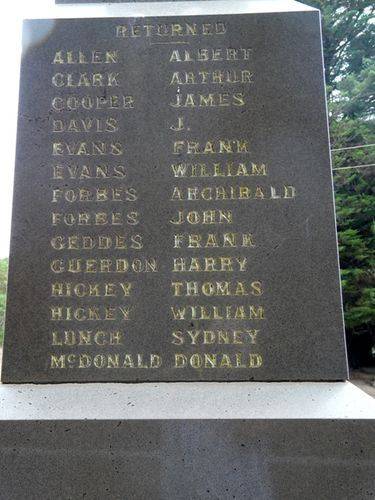 RETURNED
ALLEN ALBERT
CLARK ARTHUR
COOPER JAMES
DAVIS J.
EVANS FRANK
EVANS WILLIAM
FORBES ARCHIBALD
FORBES JOHN
GEDDES FRANK
GUERDON HARRY
HICKEY THOMAS
HICKEY WILLIAM
LUNCH SYDNEY
McDONALD DONALD